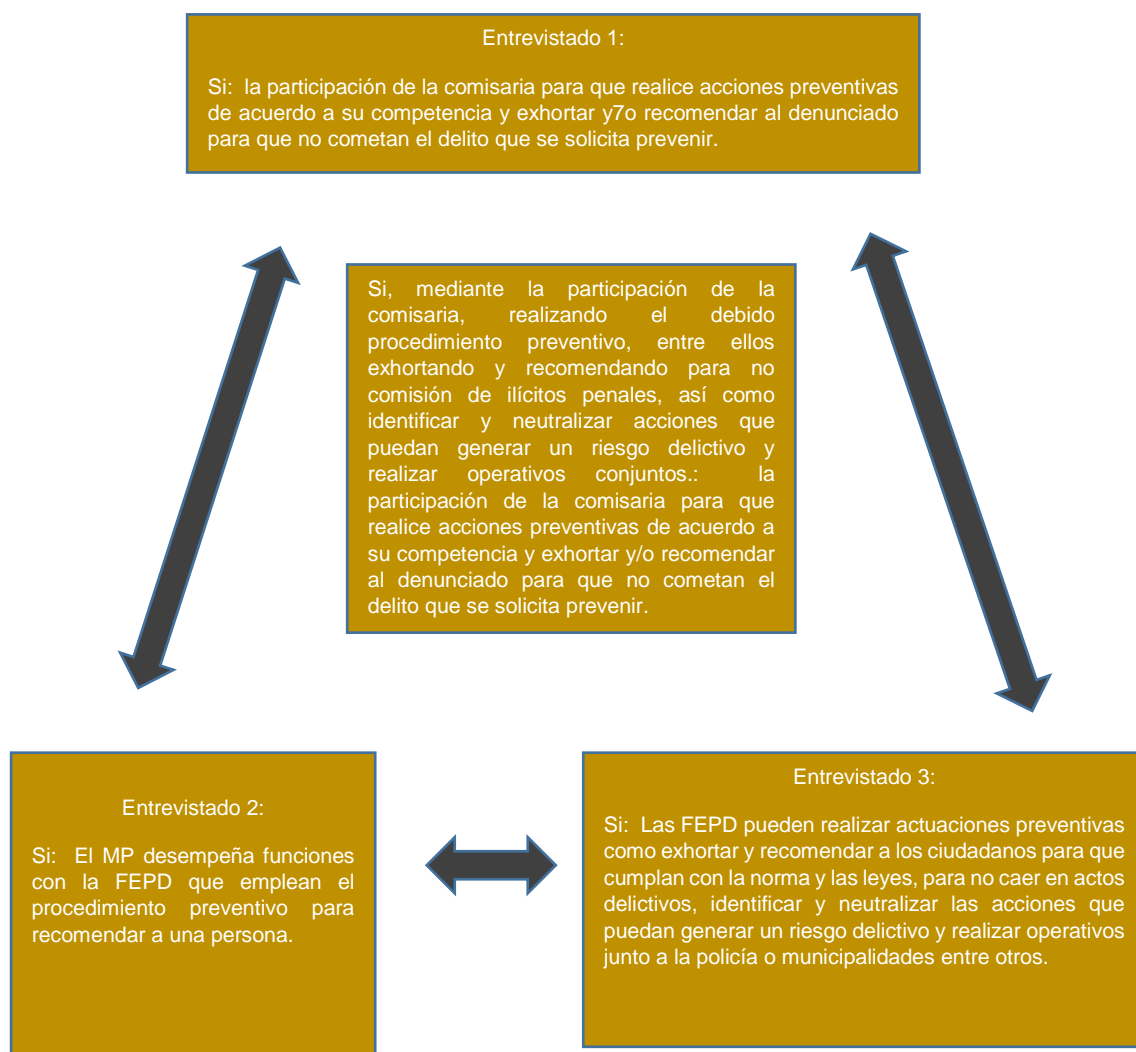 Entrevistado 1:
Si: la participación de la comisaria para que realice acciones preventivas
de acuerdo a su competencia y exhortar y7o recomendar al denunciado
para que no cometan el delito que se solicita prevenir.
Si, mediante la participación de la
comisaria, realizando el debido
procedimiento preventivo, entre ellos
exhortando y recomendando para no
comisión de ilícitos penales, así como
identificar y neutralizar acciones que
puedan generar un riesgo delictivo y
realizar operativos conjuntos.: la
participación de la comisaria para que
realice acciones preventivas de acuerdo a
su competencia y exhortar y/o recomendar
al denunciado para que no cometan el
delito que se solicita prevenir.
Entrevistado 2:
Si: El MP desempeña funciones
con la FEPD que emplean el
procedimiento preventivo para
recomendar a una persona.
Entrevistado 3:
Si: Las FEPD pueden realizar actuaciones preventivas
como exhortar y recomendar a los ciudadanos para que
cumplan con la norma y las leyes, para no caer en actos
delictivos, identificar y neutralizar las acciones que
puedan generar un riesgo delictivo y realizar operativos
junto a la policía o municipalidades entre otros.